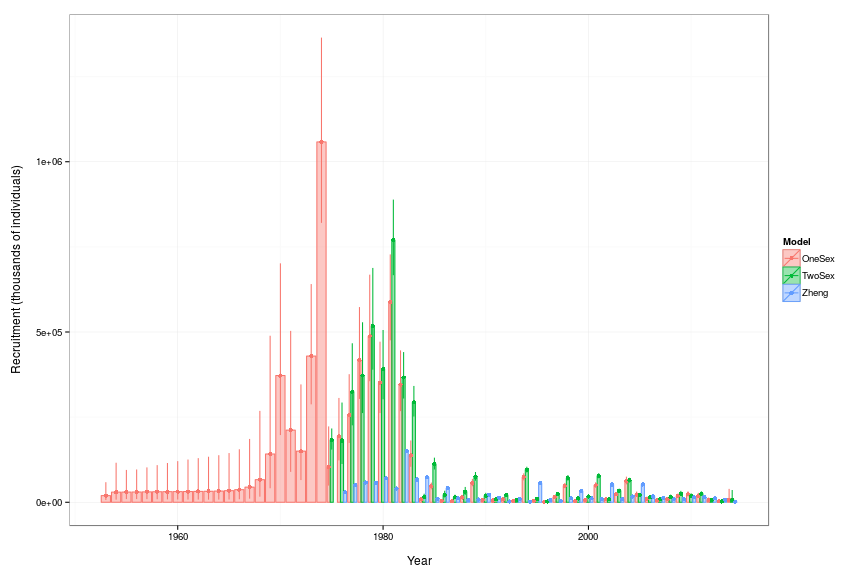 Recruitment (thousands of individuals)
1e+06
5e+05
0e+00
1960
1980
2000
Year
Model
OneSex
TwoSex
Zheng